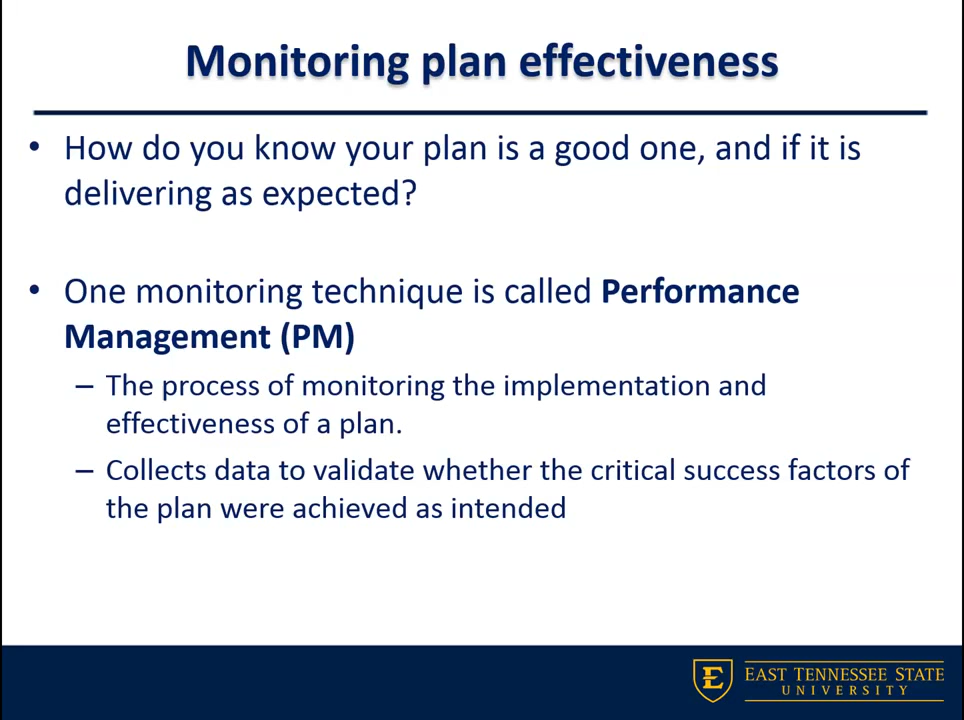 Monitoring plan effectiveness
• How do you know your plan is a good one, and if it is
delivering as expected?
• One monitoring technique is called Performance
Management (PM)
– The process of monitoring the implementation and
effectiveness of a plan.
– Collects data to validate whether the critical success factors of
the plan were achieved as intended
E
EAST TENNESSEE STATE
UNIVERSITY